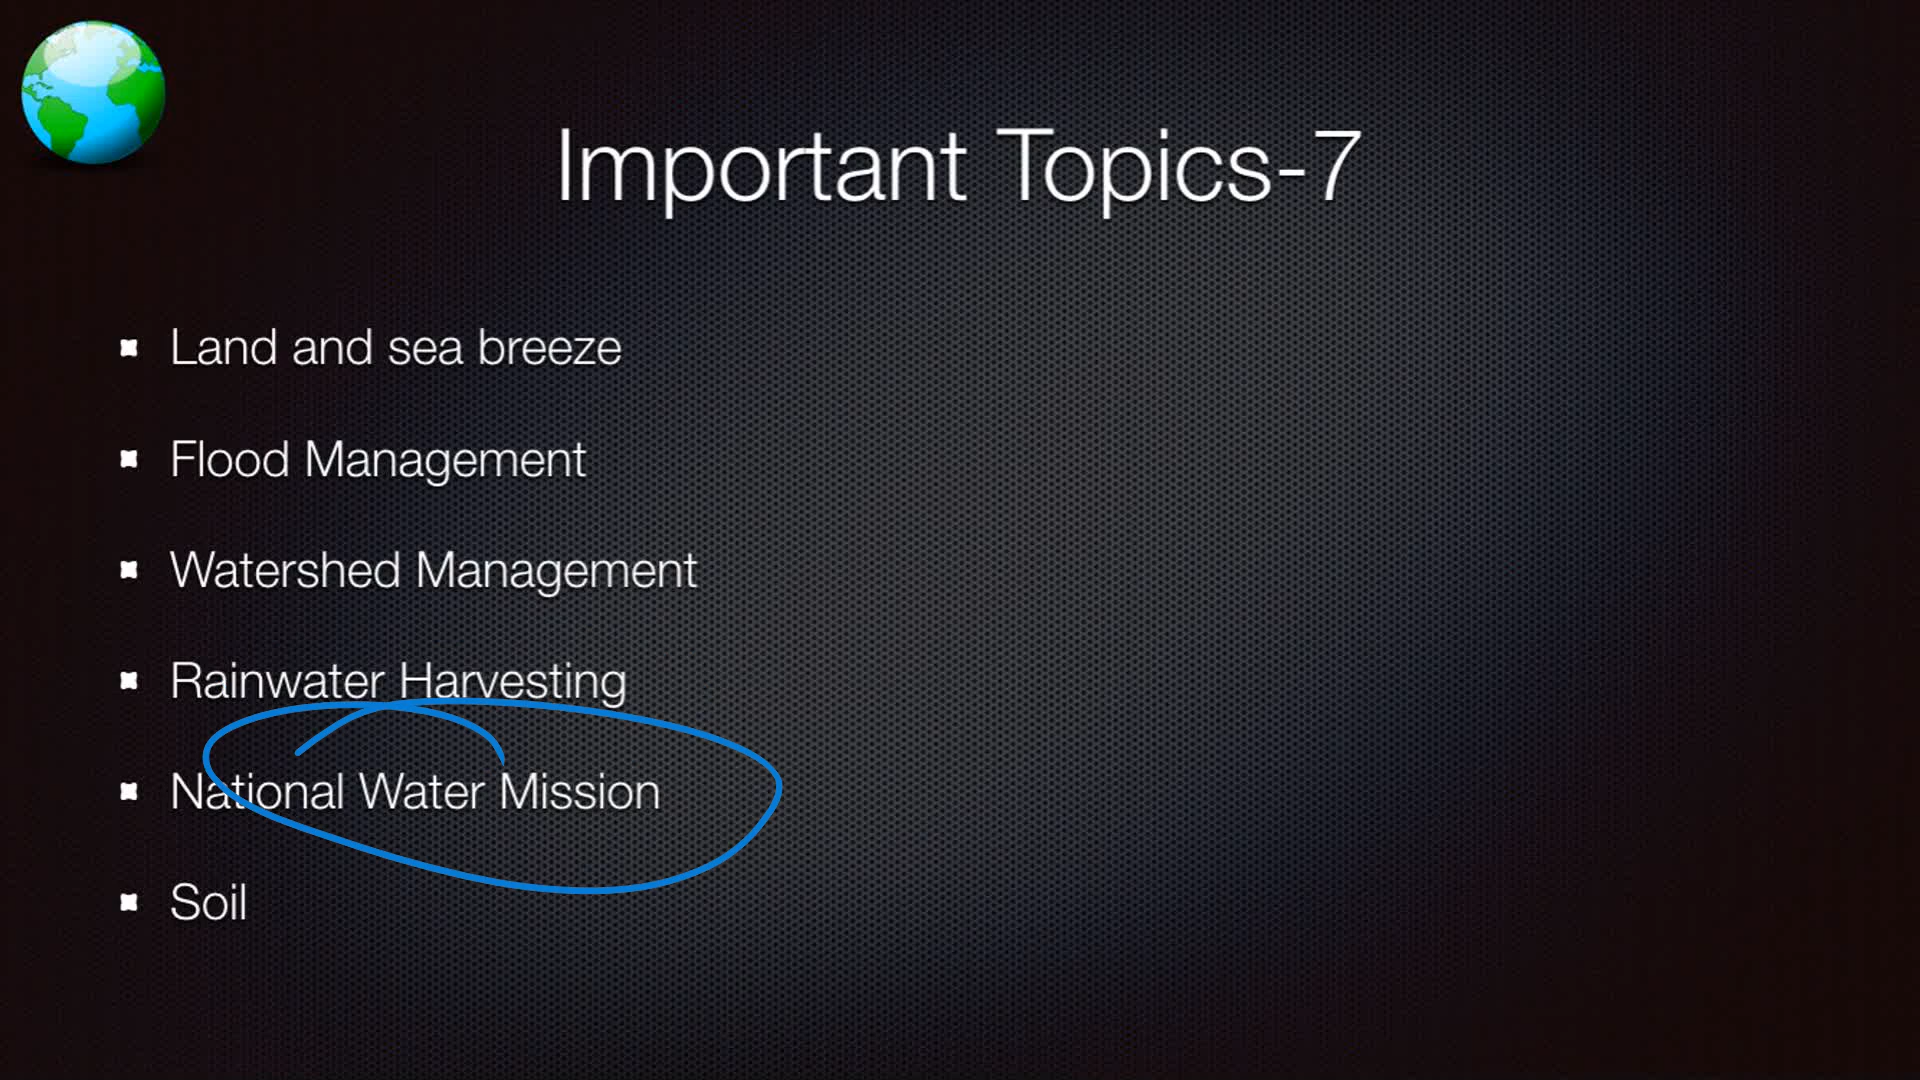 Important Topics-7
Land and sea breeze
Flood Management
Watershed Management
Rainwater Harvesting
National Water Mission
Soil